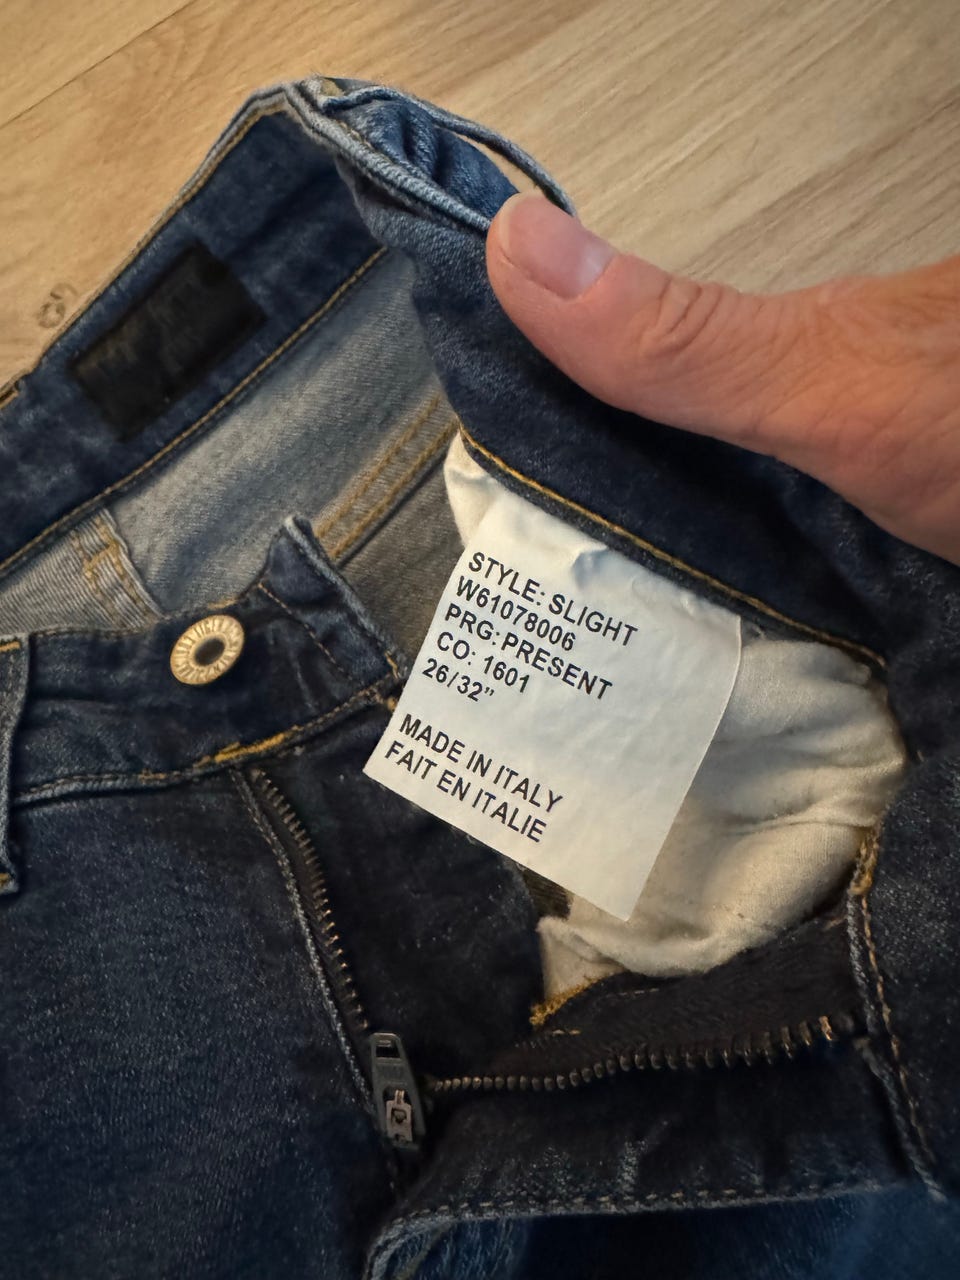 STYLE: SLIGHT
W61078006
PRG: PRESENT
CO: 1601
26/32"
MADE IN ITALY
FAIT EN ITALIE